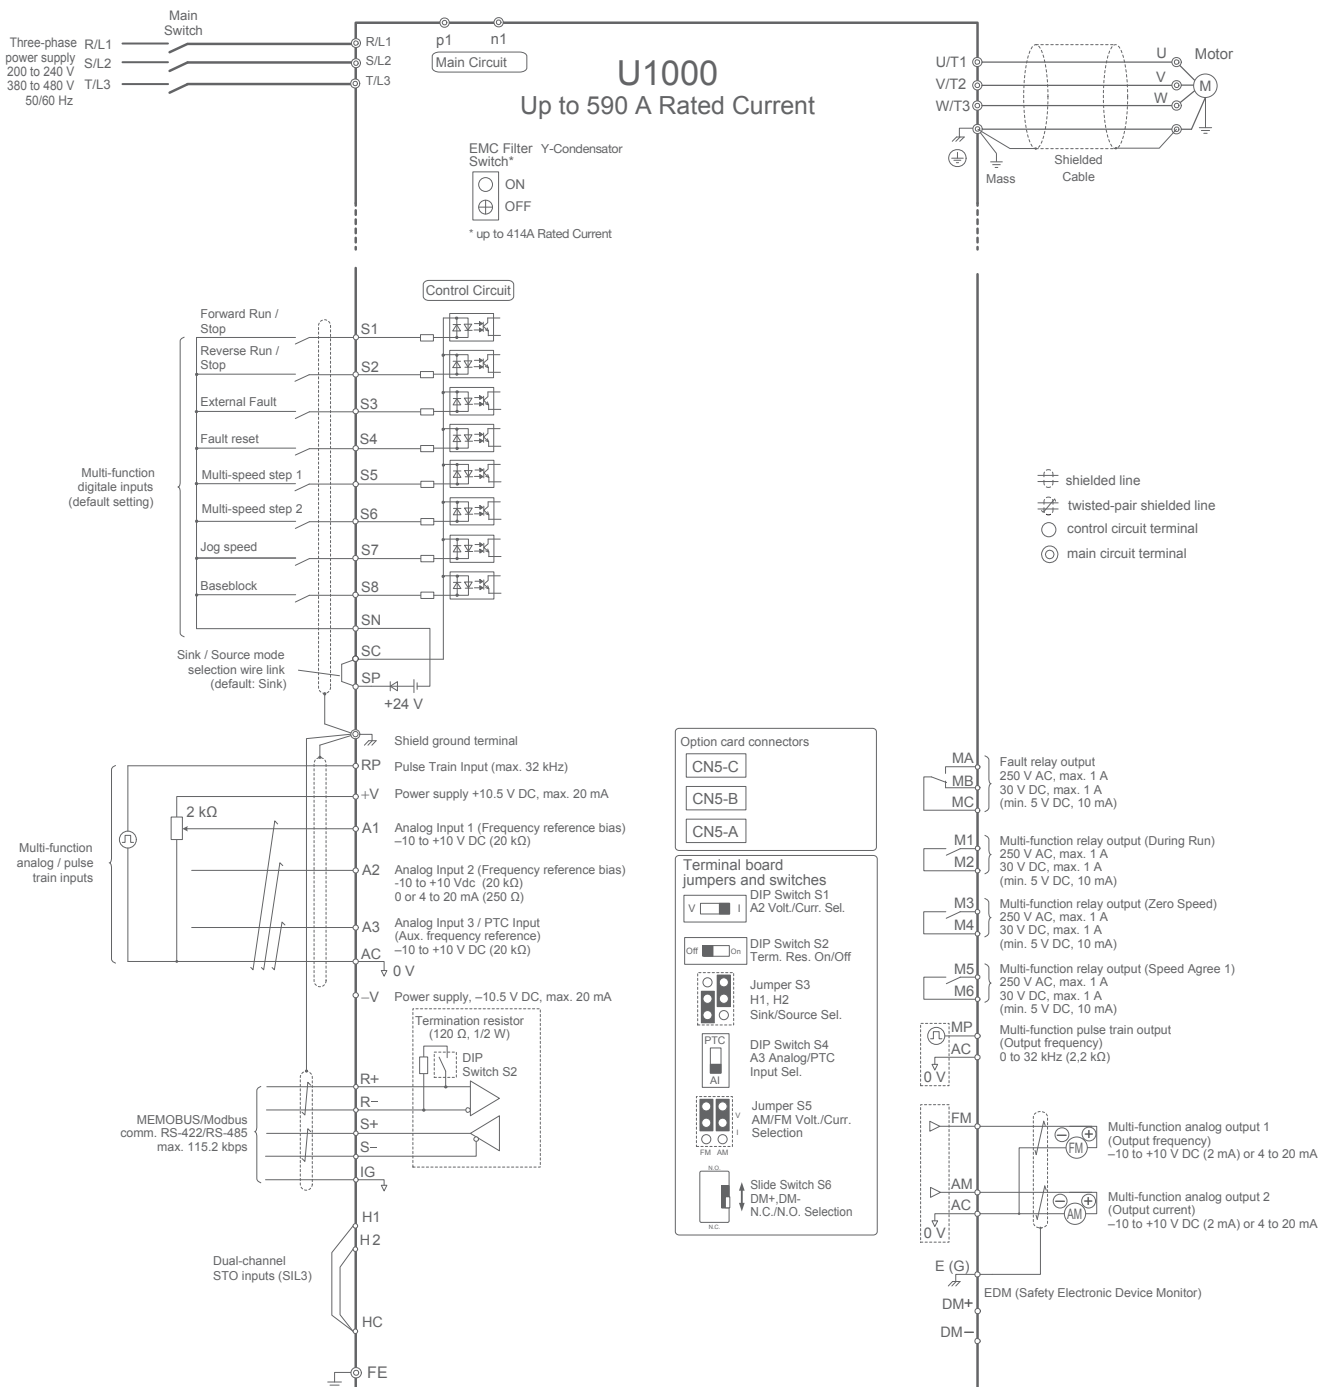 Main
Switch
Three-phase
power supply
200 to 240 V
380 to 480 V
50/60 Hz
R/L1
S/L2
T/L3
R/L1
S/L2
T/L3
p1
n1
Main Circuit
U1000
Up to 590 A Rated Current
EMC Filter Y-Condensator
Switch*
ON
OFF
* up to 414A Rated Current
U/T1
V/T2
W/T3
U
V
W
Motor
M
Mass
Shielded
Cable
Control Circuit
Forward Run /
Stop
S1
Reverse Run /
Stop
S2
External Fault
S3
Fault reset
S4
Multi-speed step 1
S5
Multi-speed step 2
S6
Jog speed
S7
Baseblock
S8
SN
SC
SP
+24 V
Multi-function
digitale inputs
(default setting)
Sink / Source mode
selection wire link
(default: Sink)
shielded line
twisted-pair shielded line
control circuit terminal
main circuit terminal
Shield ground terminal
RP
Pulse Train Input (max. 32 kHz)
+V
Power supply +10.5 V DC, max. 20 mA
2 kΩ
A1
Analog Input 1 (Frequency reference bias)
–10 to +10 V DC (20 kΩ)
A2
Analog Input 2 (Frequency reference bias)
-10 to +10 Vdc (20 kΩ)
0 or 4 to 20 mA (250 Ω)
A3
Analog Input 3 / PTC Input
(Aux. frequency reference)
–10 to +10 V DC (20 kΩ)
AC
0 V
–V
Power supply, –10.5 V DC, max. 20 mA
Multi-function
analog / pulse
train inputs
Termination resistor
(120 Ω, 1/2 W)
DIP
Switch S2
R+
R–
S+
S–
IG
MEMOBUS/Modbus
comm. RS-422/RS-485
max. 115.2 kbps
H1
H2
HC
Dual-channel
STO inputs (SIL3)
FE
Option card connectors
CN5-C
CN5-B
CN5-A
Terminal board
jumpers and switches
V
I
DIP Switch S1
A2 Volt./Curr. Sel.
Off
On
DIP Switch S2
Term. Res. On/Off
Jumper S3
H1, H2
Sink/Source Sel.
PTC
AI
DIP Switch S4
A3 Analog/PTC
Input Sel.
V
I
FM AM
Jumper S5
AM/FM Volt./Curr.
Selection
N.O.
N.C.
Slide Switch S6
DM+,DM-
N.C./N.O. Selection
MA
MB
MC
Fault relay output
250 V AC, max. 1 A
30 V DC, max. 1 A
(min. 5 V DC, 10 mA)
M1
M2
Multi-function relay output (During Run)
250 V AC, max. 1 A
30 V DC, max. 1 A
(min. 5 V DC, 10 mA)
M3
M4
Multi-function relay output (Zero Speed)
250 V AC, max. 1 A
30 V DC, max. 1 A
(min. 5 V DC, 10 mA)
M5
M6
Multi-function relay output (Speed Agree 1)
250 V AC, max. 1 A
30 V DC, max. 1 A
(min. 5 V DC, 10 mA)
MP
AC
0 V
Multi-function pulse train output
(Output frequency)
0 to 32 kHz (2,2 kΩ)
FM
FM
Multi-function analog output 1
(Output frequency)
–10 to +10 V DC (2 mA) or 4 to 20 mA
AM
AC
0 V
AM
Multi-function analog output 2
(Output current)
–10 to +10 V DC (2 mA) or 4 to 20 mA
E (G)
EDM (Safety Electronic Device Monitor)
DM+
DM–